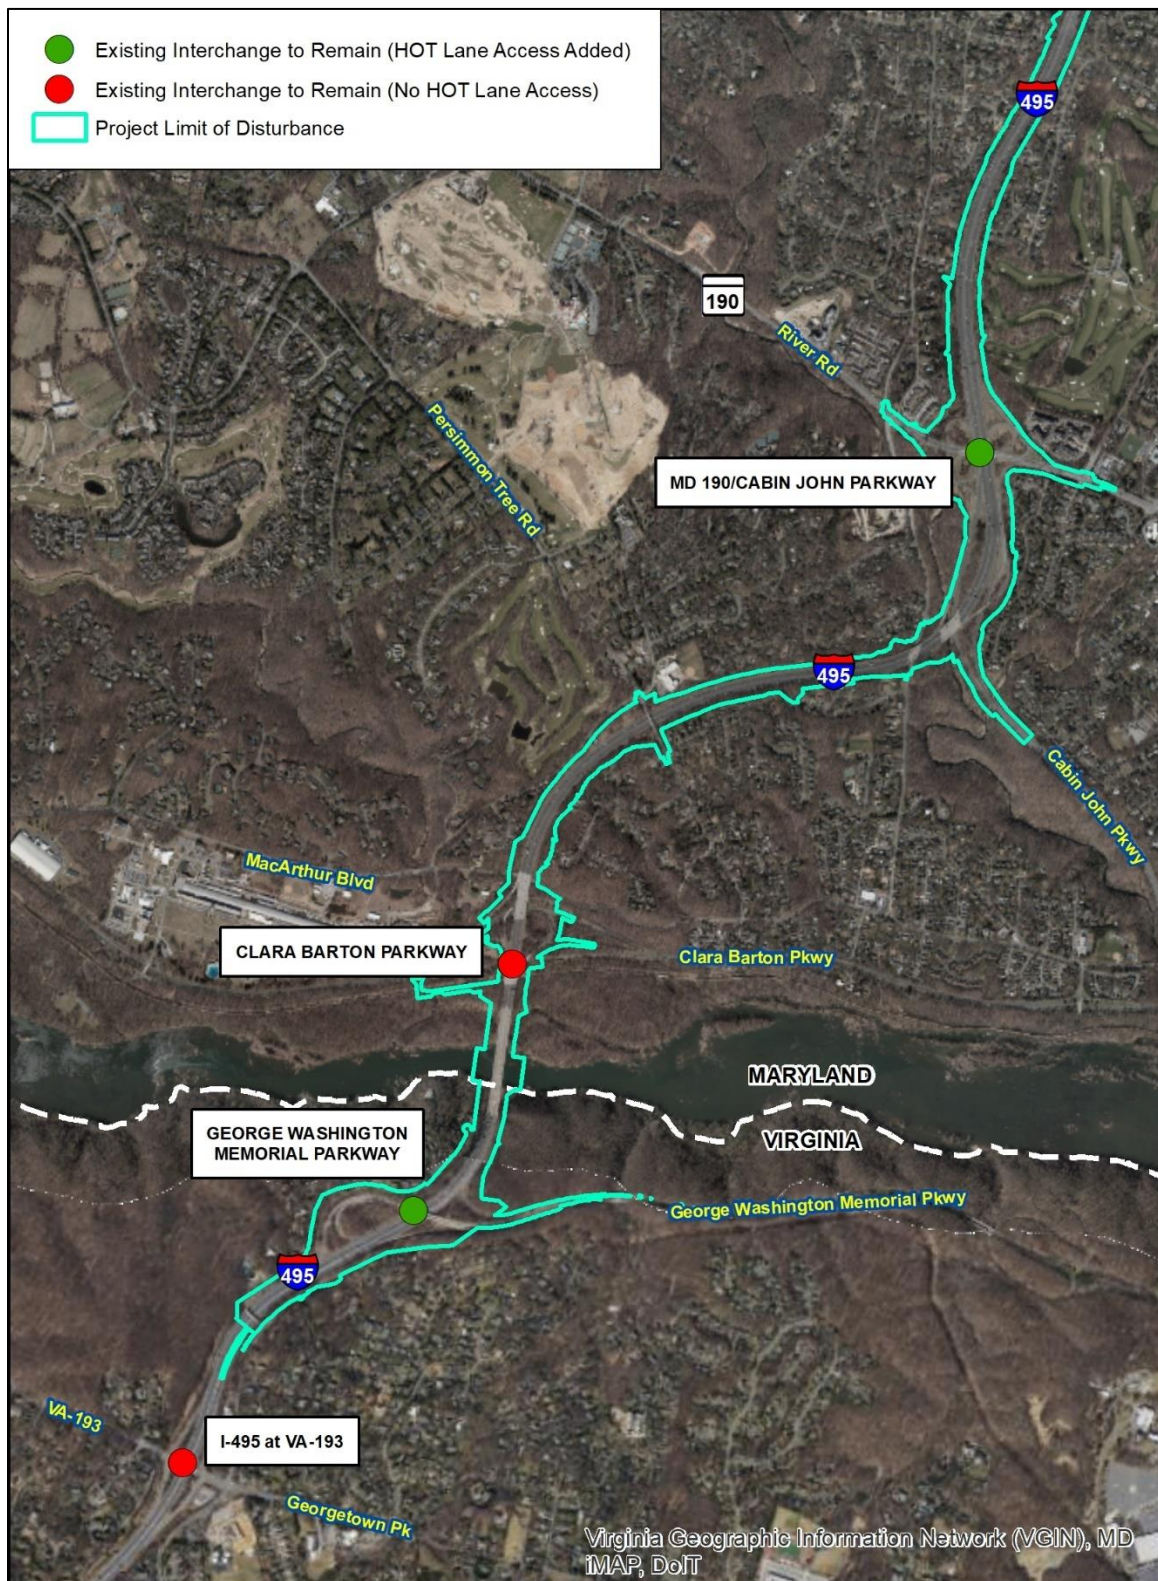 Existing Interchange to Remain (HOT Lane Access Added)
Existing Interchange to Remain (No HOT Lane Access)
Project Limit of Disturbance
495
190
River Rd
Persimmon Tree Rd
MD 190/CABIN JOHN PARKWAY
495
Cabin John Pkwy
MacArthur Blvd
CLARA BARTON PARKWAY
Clara Barton Pkwy
MARYLAND
GEORGE WASHINGTON
MEMORIAL PARKWAY
VIRGINIA
George Washington Memorial Pkwy
495
VA-193
I-495 at VA-193
Georgetown Pk
Virginia Geographic Information Network (VGIN), MD
iMAP, DoIT